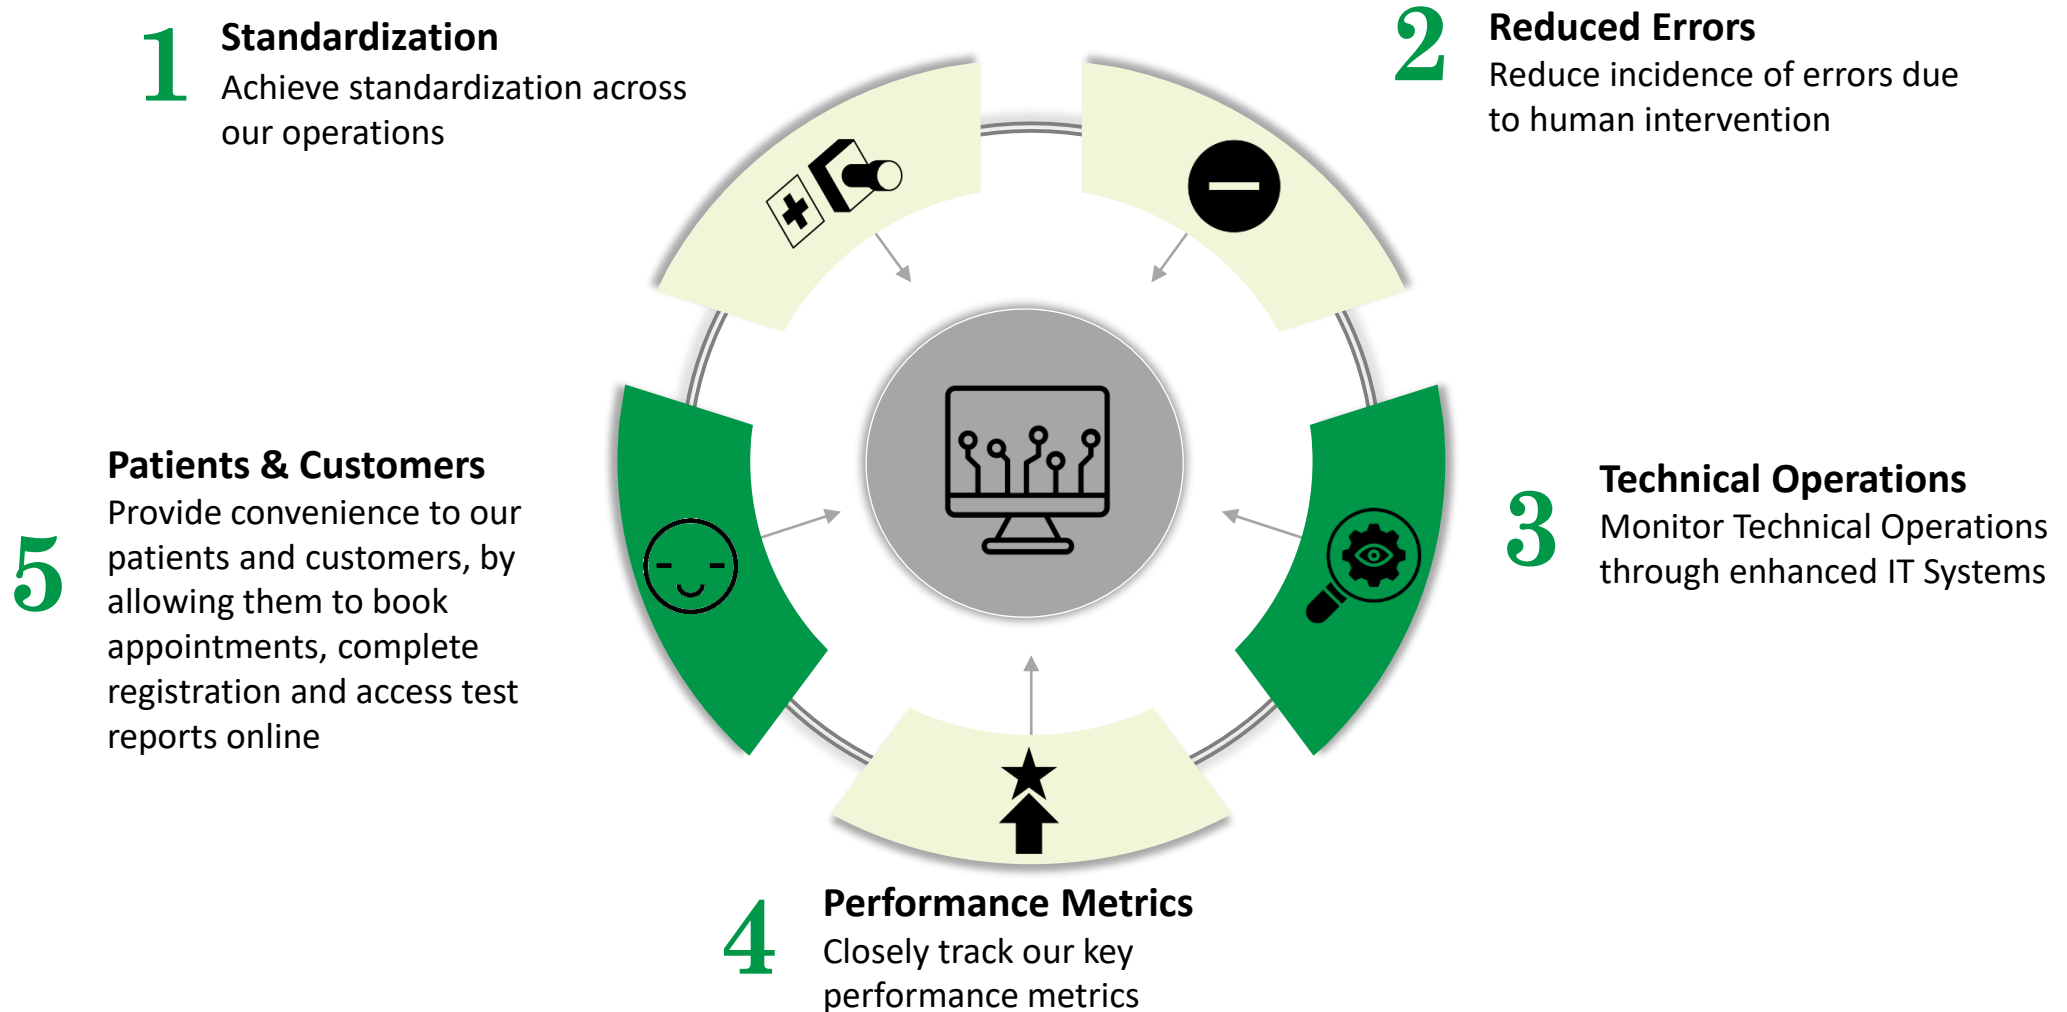 1
Standardization
Achieve standardization across
our operations
2
Reduced Errors
Reduce incidence of errors due
to human intervention
3
Technical Operations
Monitor Technical Operations
through enhanced IT Systems
4
Performance Metrics
Closely track our key
performance metrics
5
Patients & Customers
Provide convenience to our
patients and customers, by
allowing them to book
appointments, complete
registration and access test
reports online